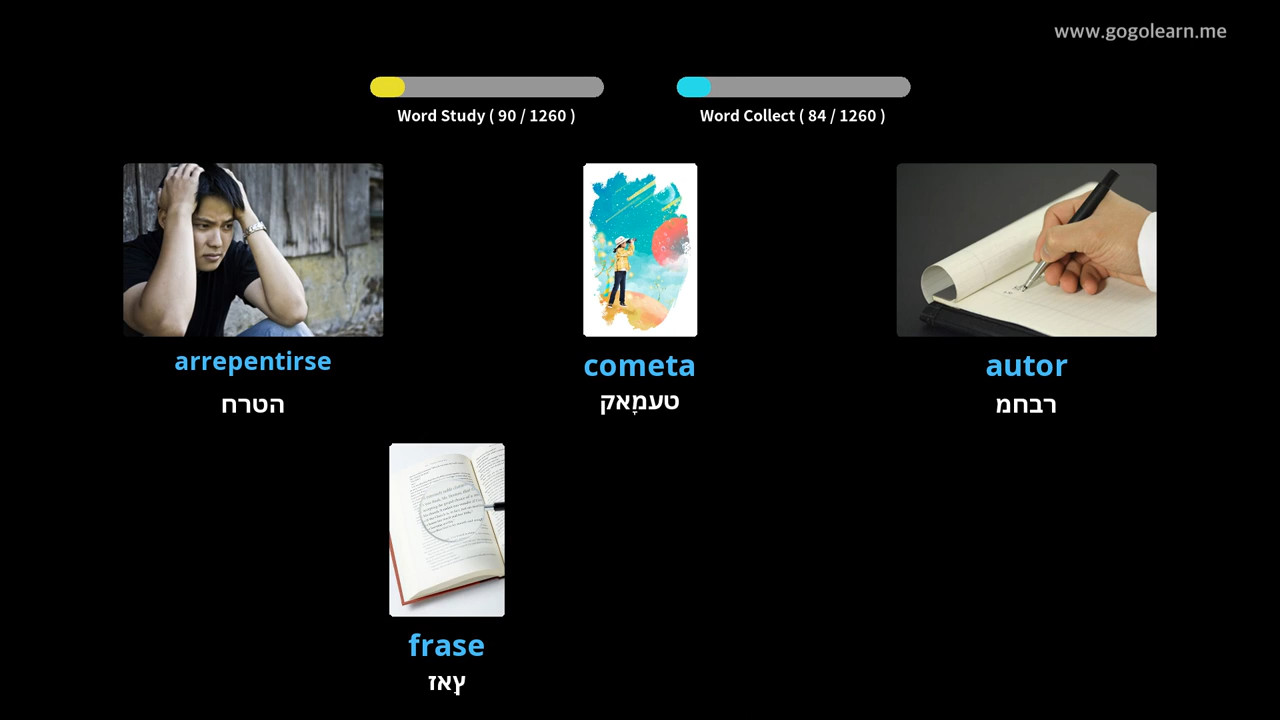 www.gogolearn.me
Word Study ( 90 / 1260 )
Word Collect ( 84 / 1260 )
arrepentirse
הטרח
cometa
טעמָאק
autor
רבחמ
frase
ץָאז